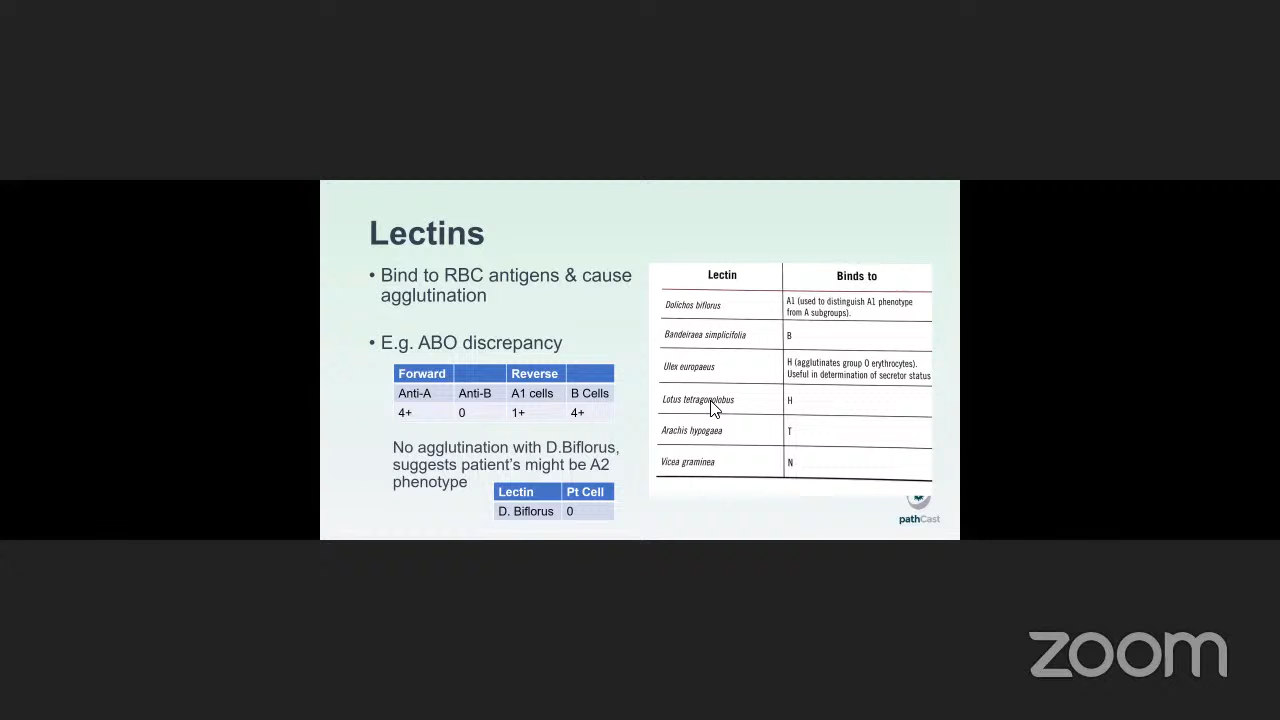 Lectins
• Bind to RBC antigens & cause
agglutination
• E.g. ABO discrepancy
Forward Reverse
Anti-A Anti-B A1 cells B Cells
4+ 0 1+ 4+
No agglutination with D.Biflorus,
suggests patient's might be A2
phenotype
Lectin Pt Cell
D. Biflorus 0
Lectin Binds to
Dolichos biflorus A1 (used to distinguish A1 phenotype
from A subgroups).
Bandeiraea simplicifolia B
Ulex europaeus H (agglutinates group O erythrocytes).
Useful in determination of secretor status
Lotus tetragonolobus H
Arachis hypogaea T
Vicea graminea N
pathCast
zoom